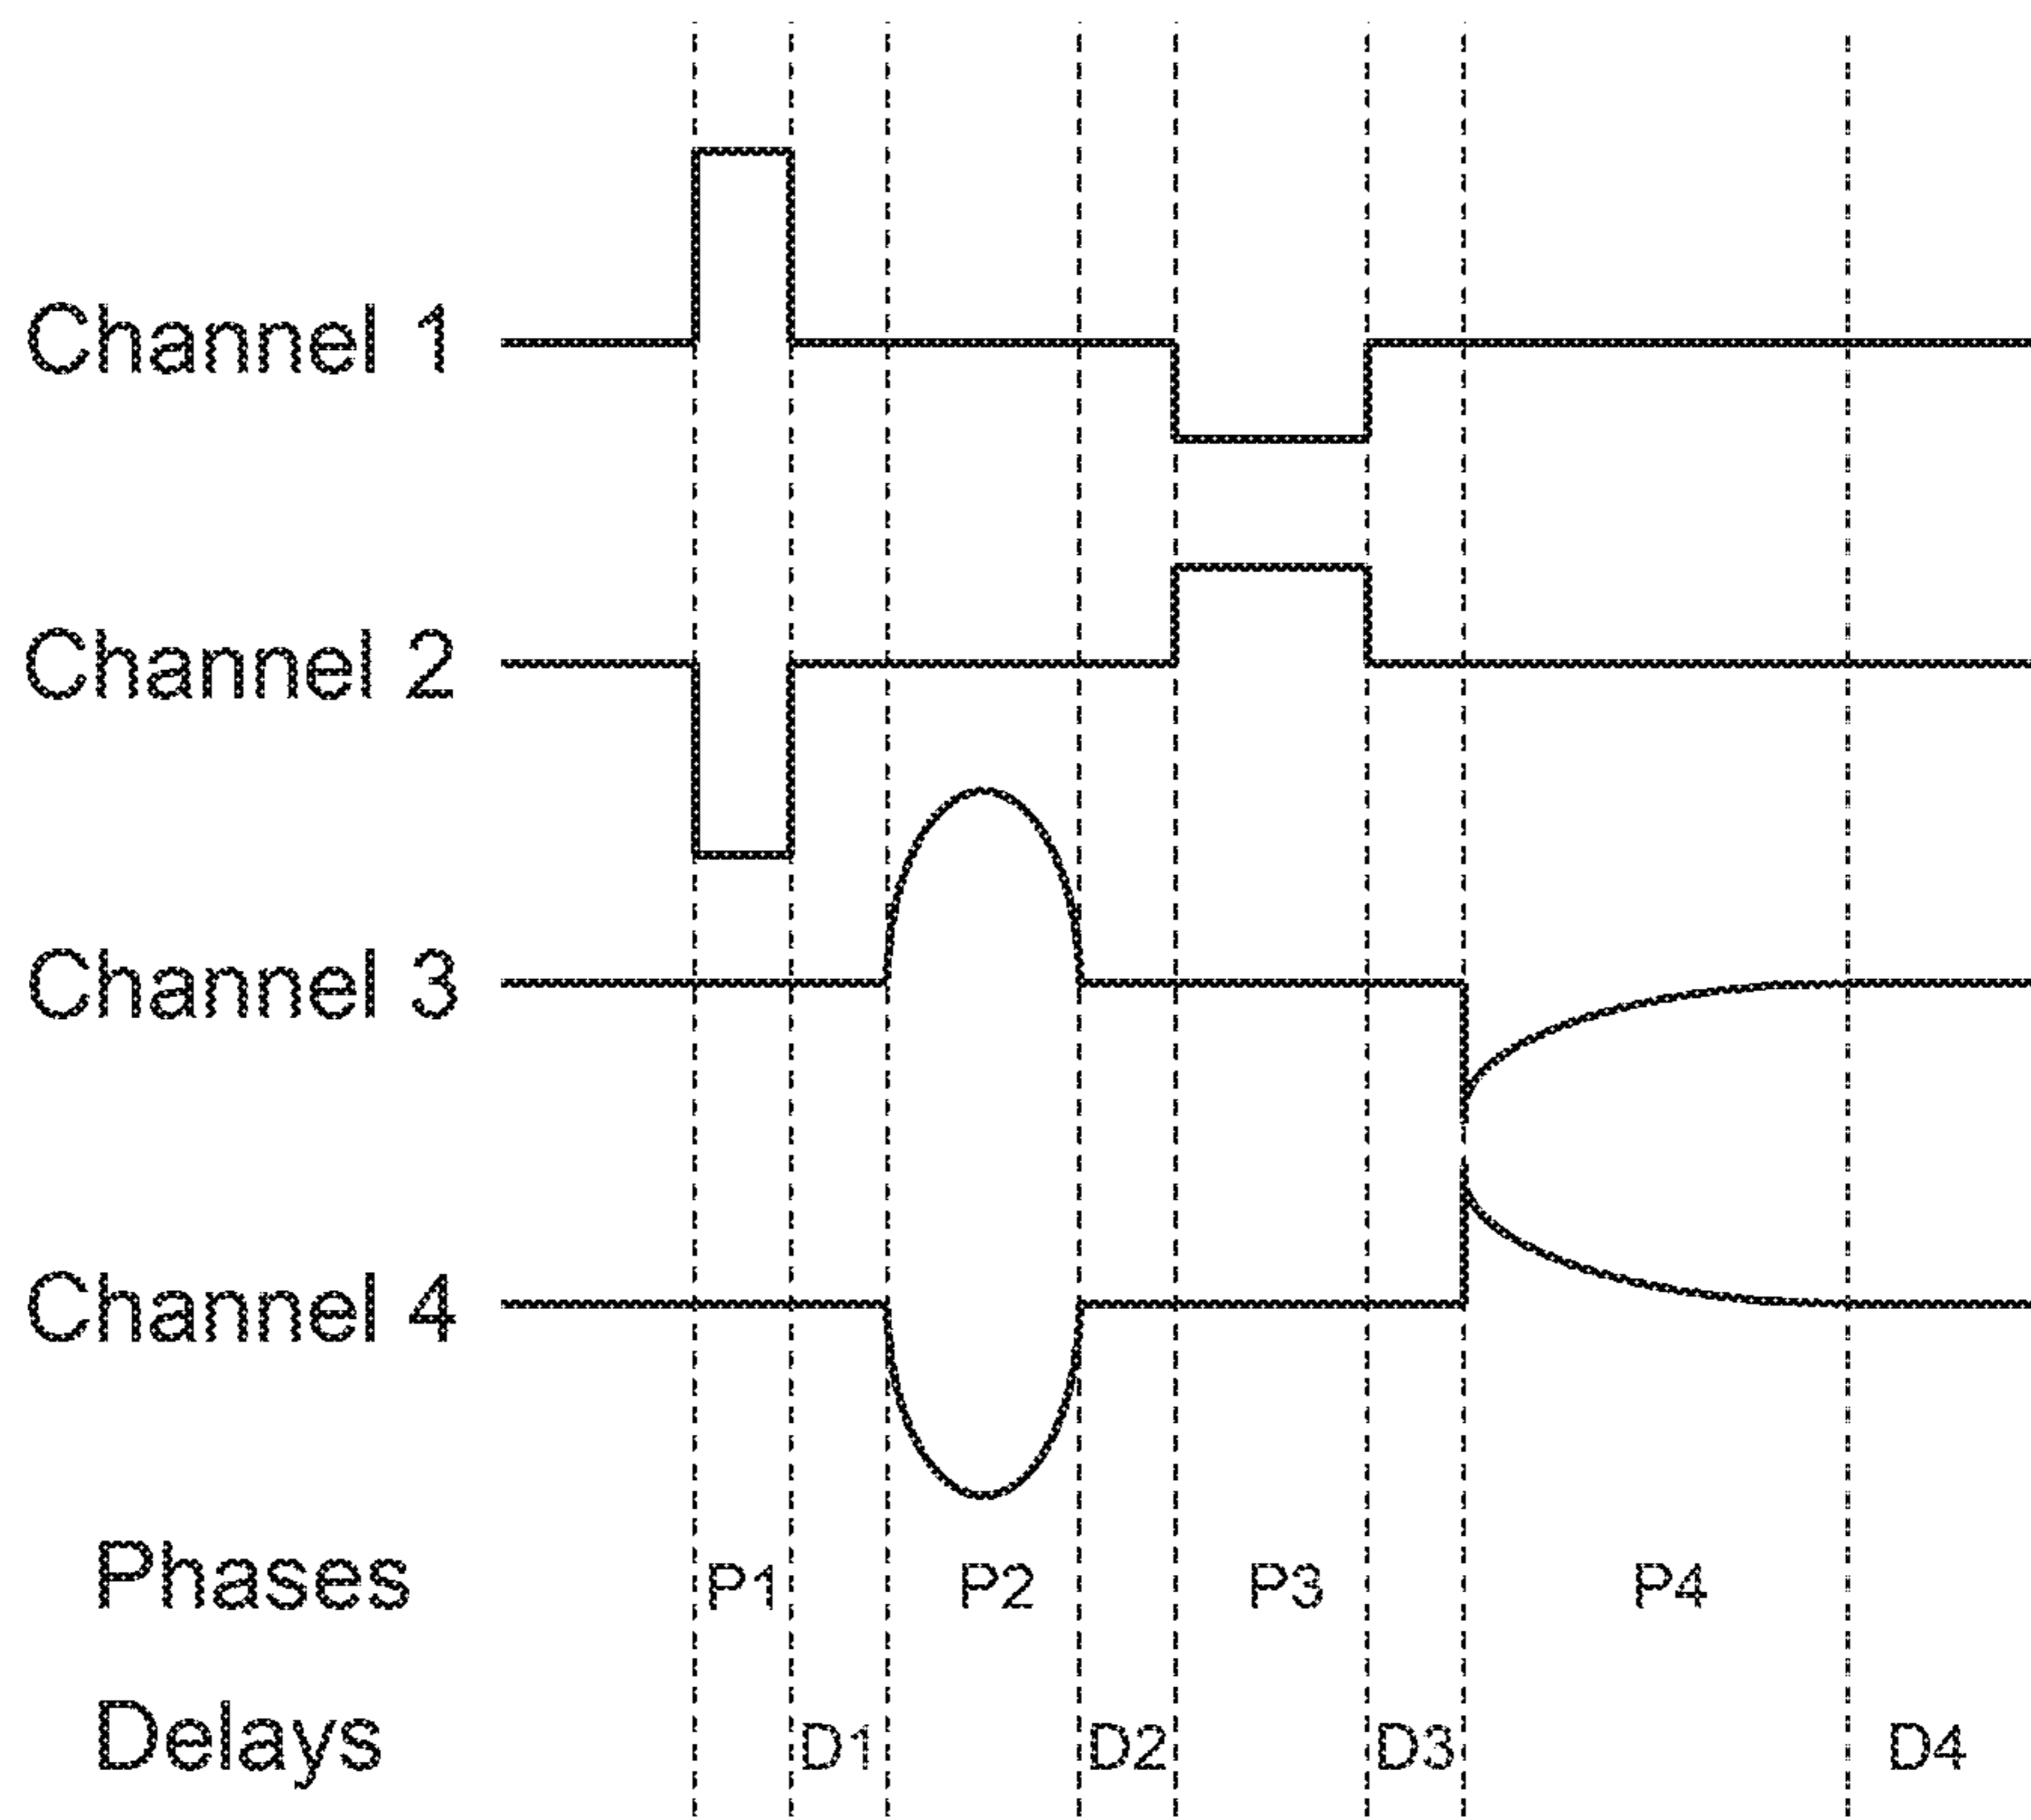 Channel 1
Channel 2
Channel 3
Channel 4
Phases P1 P2 P3 P4
Delays D1 D2 D3 D4